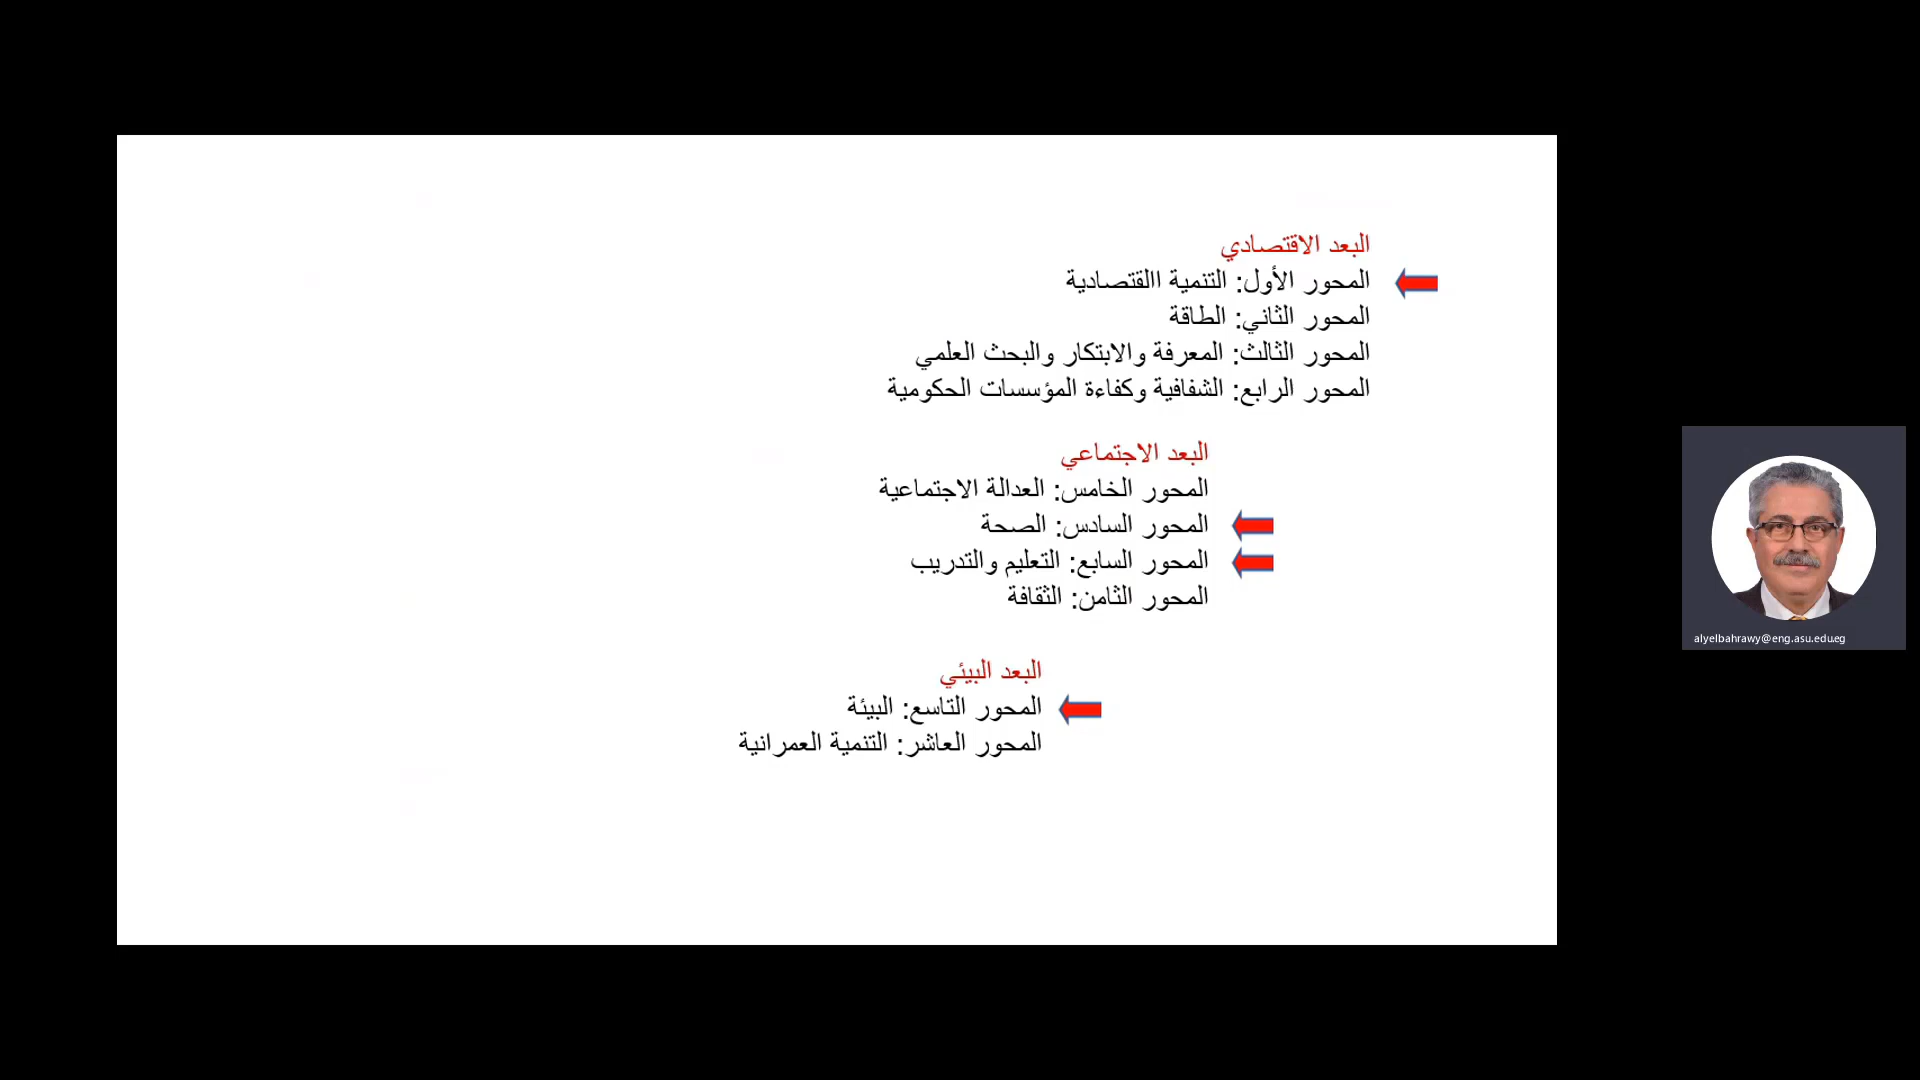 البعد الاقتصادي
المحور الأول: التنمية االقتصادية
المحور الثاني: الطاقة
المحور الثالث: المعرفة والابتكار والبحث العلمي
المحور الرابع: الشفافية وكفاءة المؤسسات الحكومية
البعد الاجتماعي
المحور الخامس: العدالة الاجتماعية
المحور السادس: الصحة
المحور السابع: التعليم والتدريب
المحور الثامن: الثقافة
البعد البيئي
المحور التاسع: البيئة
المحور العاشر: التنمية العمرانية
alyelbahrawy@eng.asu.edu.eg